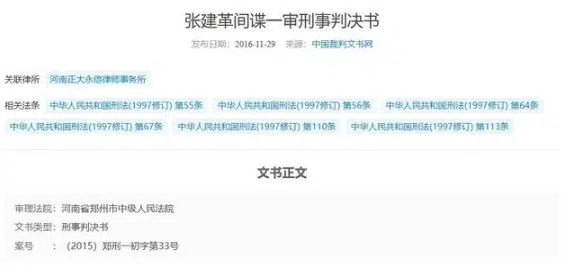 张建革间谍一审刑事判决书
发布日期：2016-11-29 来源：中国裁判文书网
关联律所 河南正大永倍律师事务所
相关法条 中华人民共和国刑法(1997修订) 第55条 中华人民共和国刑法(1997修订) 第56条 中华人民共和国刑法(1997修订) 第64条
中华人民共和国刑法(1997修订) 第67条 中华人民共和国刑法(1997修订) 第110条 中华人民共和国刑法(1997修订) 第113条
文书正文
审理法院：河南省郑州市中级人民法院
文书类型：刑事判决书
案号 ：（2015）郑刑一初字第33号